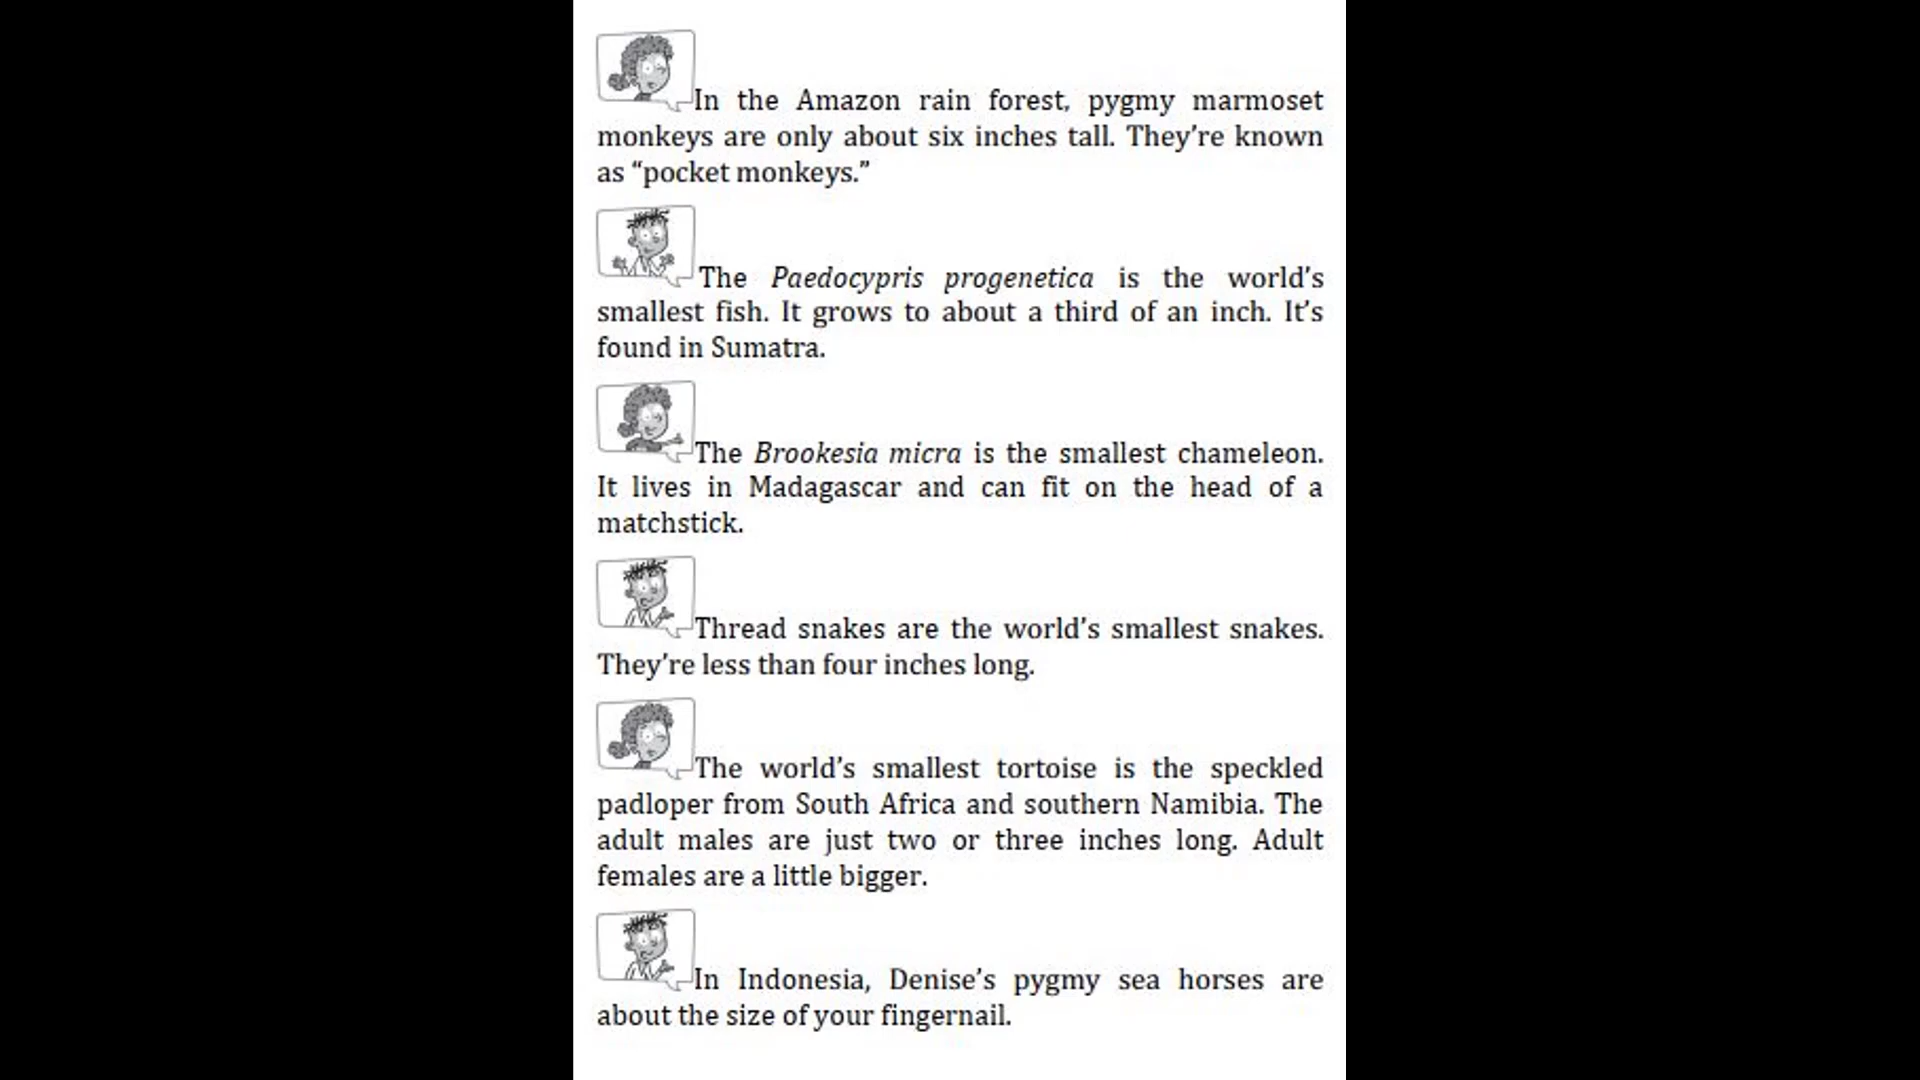 In the Amazon rain forest, pygmy marmoset
monkeys are only about six inches tall. They’re known
as “pocket monkeys.”
The Paedocypris progenetica is the world’s
smallest fish. It grows to about a third of an inch. It’s
found in Sumatra.
The Brookesia micra is the smallest chameleon.
It lives in Madagascar and can fit on the head of a
matchstick.
Thread snakes are the world’s smallest snakes.
They’re less than four inches long.
The world’s smallest tortoise is the speckled
padloper from South Africa and southern Namibia. The
adult males are just two or three inches long. Adult
females are a little bigger.
In Indonesia, Denise’s pygmy sea horses are
about the size of your fingernail.